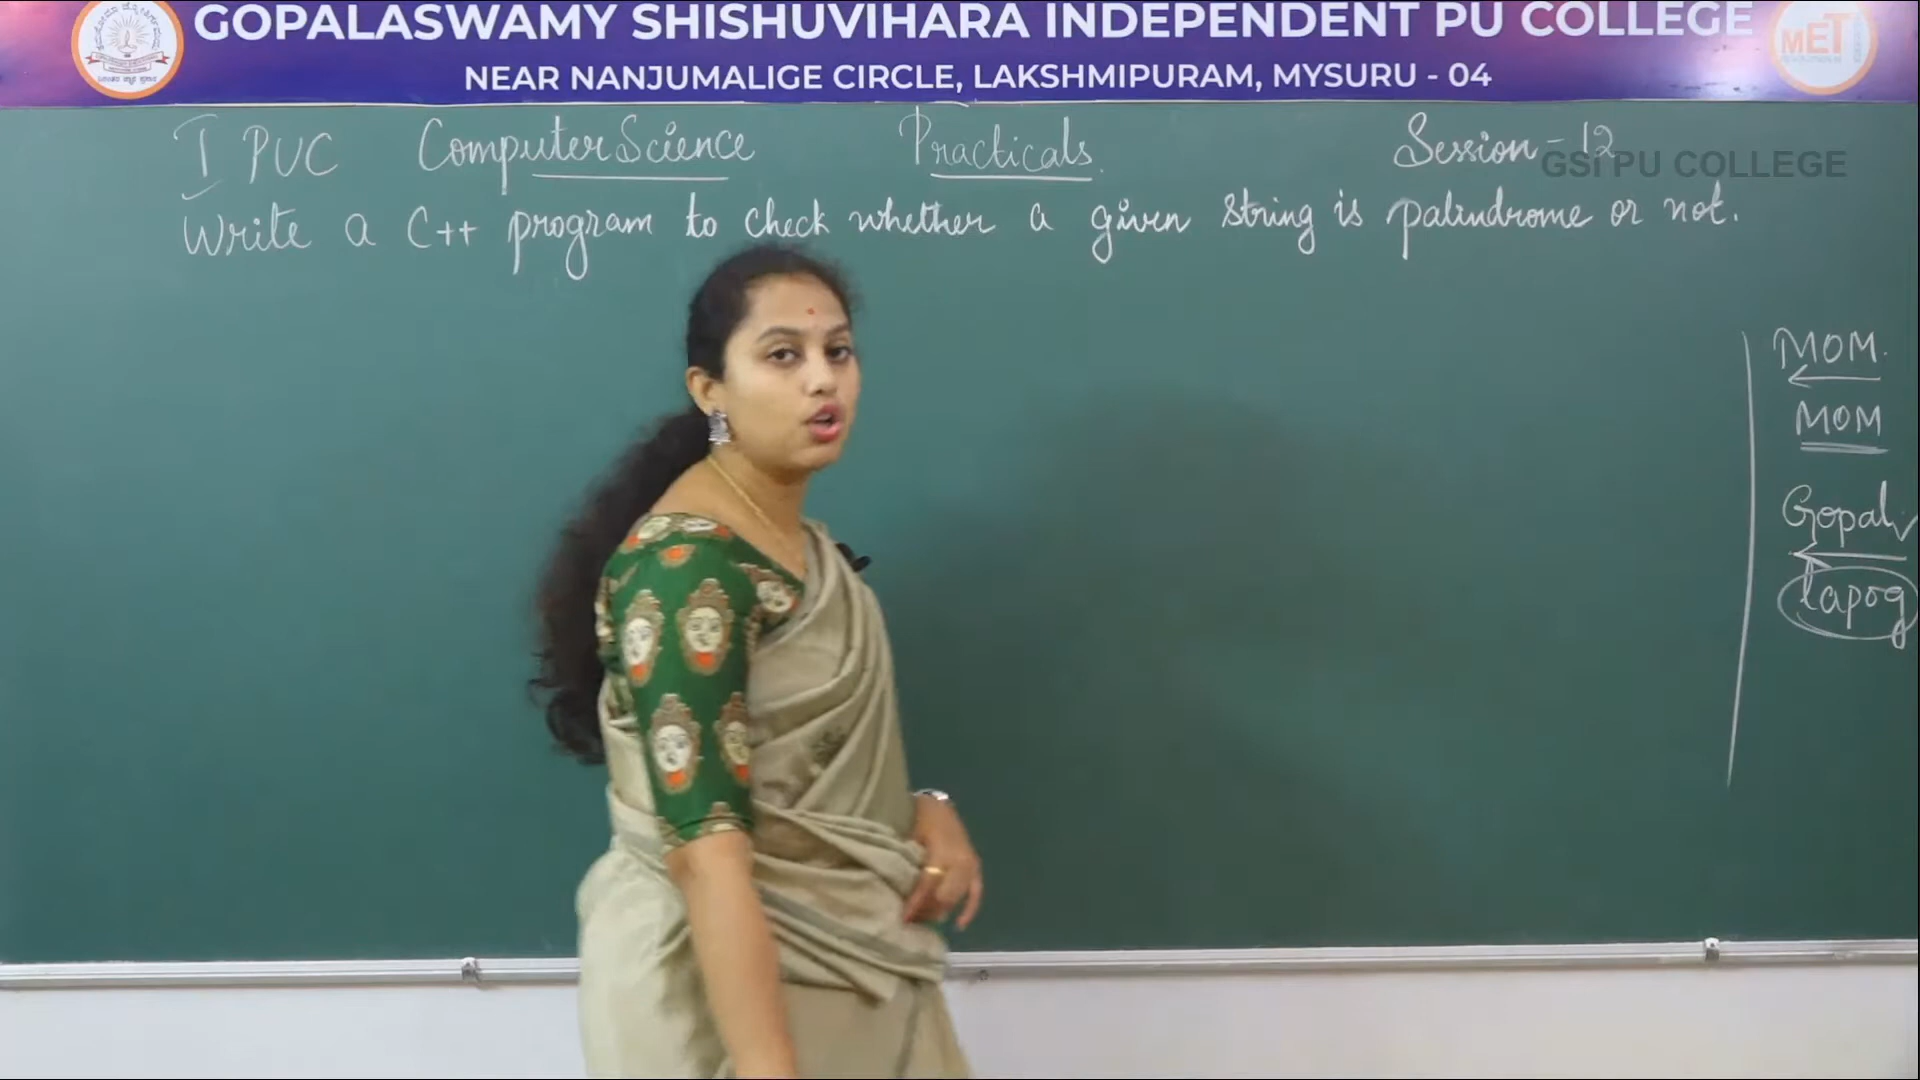 GOPALASWAMY SHISHUVIHARA INDEPENDENT PU COLLEGE
NEAR NANJUMALIGE CIRCLE, LAKSHMIPURAM, MYSURU - 04
MET
I PUC Computer Science Practicals Session - 12
GSI PU COLLEGE
Write a C++ program to check whether a given string is palindrome or not.
MOM.
MOM
Gopal
lapog